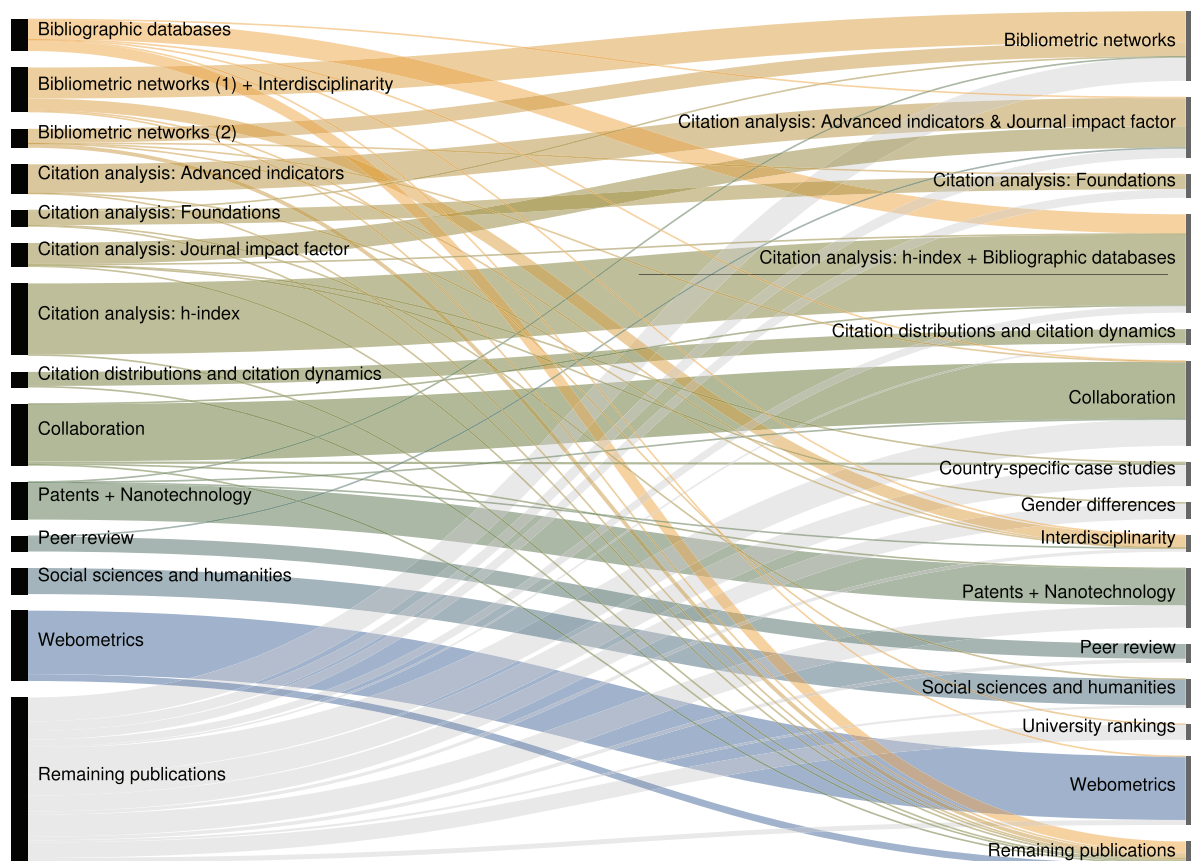 Bibliographic databases
Bibliometric networks (1) + Interdisciplinarity
Bibliometric networks (2)
Citation analysis: Advanced indicators
Citation analysis: Foundations
Citation analysis: Journal impact factor
Citation analysis: h-index
Citation distributions and citation dynamics
Collaboration
Patents + Nanotechnology
Peer review
Social sciences and humanities
Webometrics
Remaining publications
Bibliometric networks
Citation analysis: Advanced indicators & Journal impact factor
Citation analysis: Foundations
Citation analysis: h-index + Bibliographic databases
Citation distributions and citation dynamics
Collaboration
Country-specific case studies
Gender differences
Interdisciplinarity
Patents + Nanotechnology
Peer review
Social sciences and humanities
University rankings
Webometrics
Remaining publications